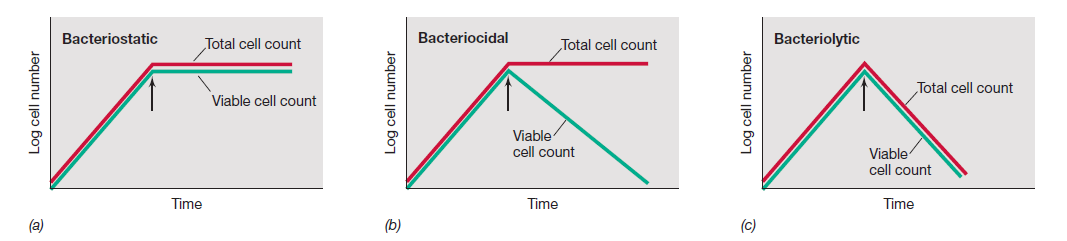 Bacteriostatic
Total cell count
Viable cell count
Log cell number
Time
(a)
Bacteriocidal
Total cell count
Viable
cell count
Log cell number
Time
(b)
Bacteriolytic
Total cell count
Viable
cell count
Log cell number
Time
(c)